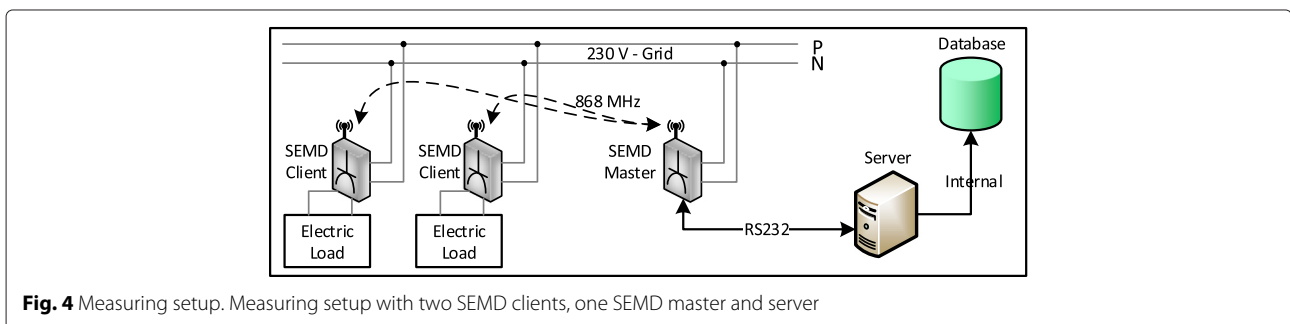 P
230 V - Grid
N
Database
868 MHz
SEMD
Client
SEMD
Client
SEMD
Master
Server
Internal
Electric
Load
Electric
Load
RS232
Fig. 4 Measuring setup. Measuring setup with two SEMD clients, one SEMD master and server